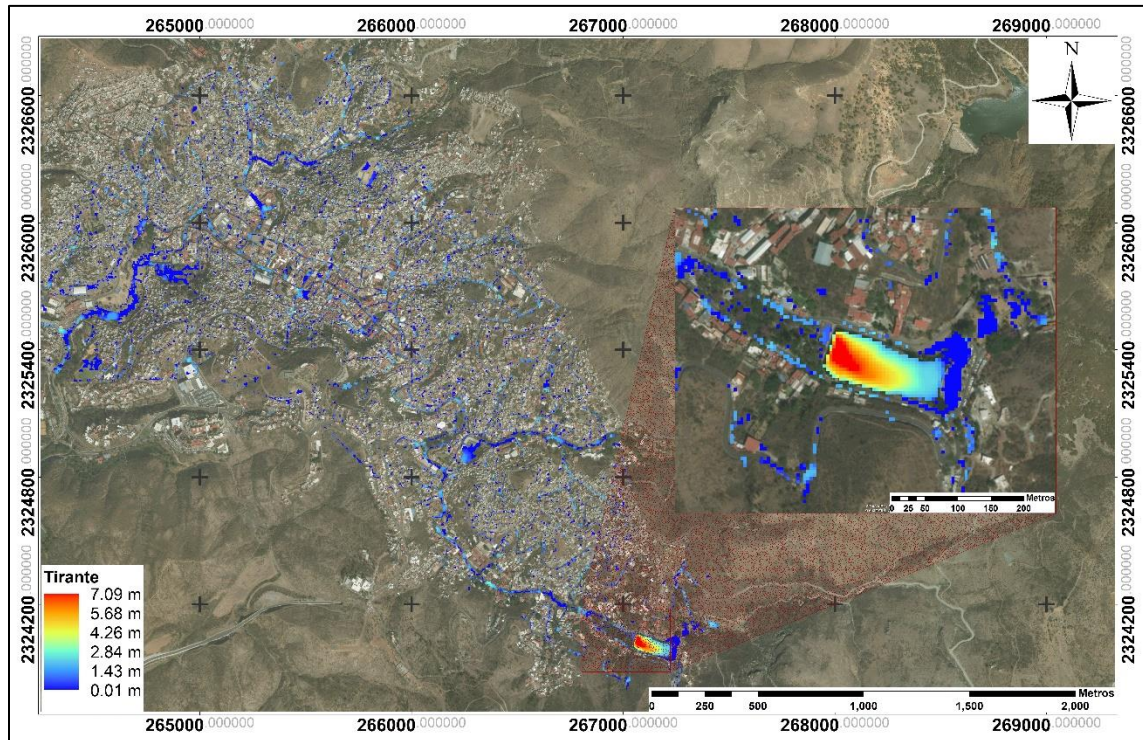 265000.000000 266000.000000 267000.000000 268000.000000 269000.000000
N
2326600.000000 2326600.000000
2326000.000000 2326000.000000
2325400.000000 2325400.000000
2324800.000000 2324800.000000
2324200.000000 2324200.000000
Metros
0 25 50 100 150 200
Tirante
7.09 m
5.68 m
4.26 m
2.84 m
1.43 m
0.01 m
Metros
0 250 500 1,000 1,500 2,000
265000.000000 266000.000000 267000.000000 268000.000000 269000.000000